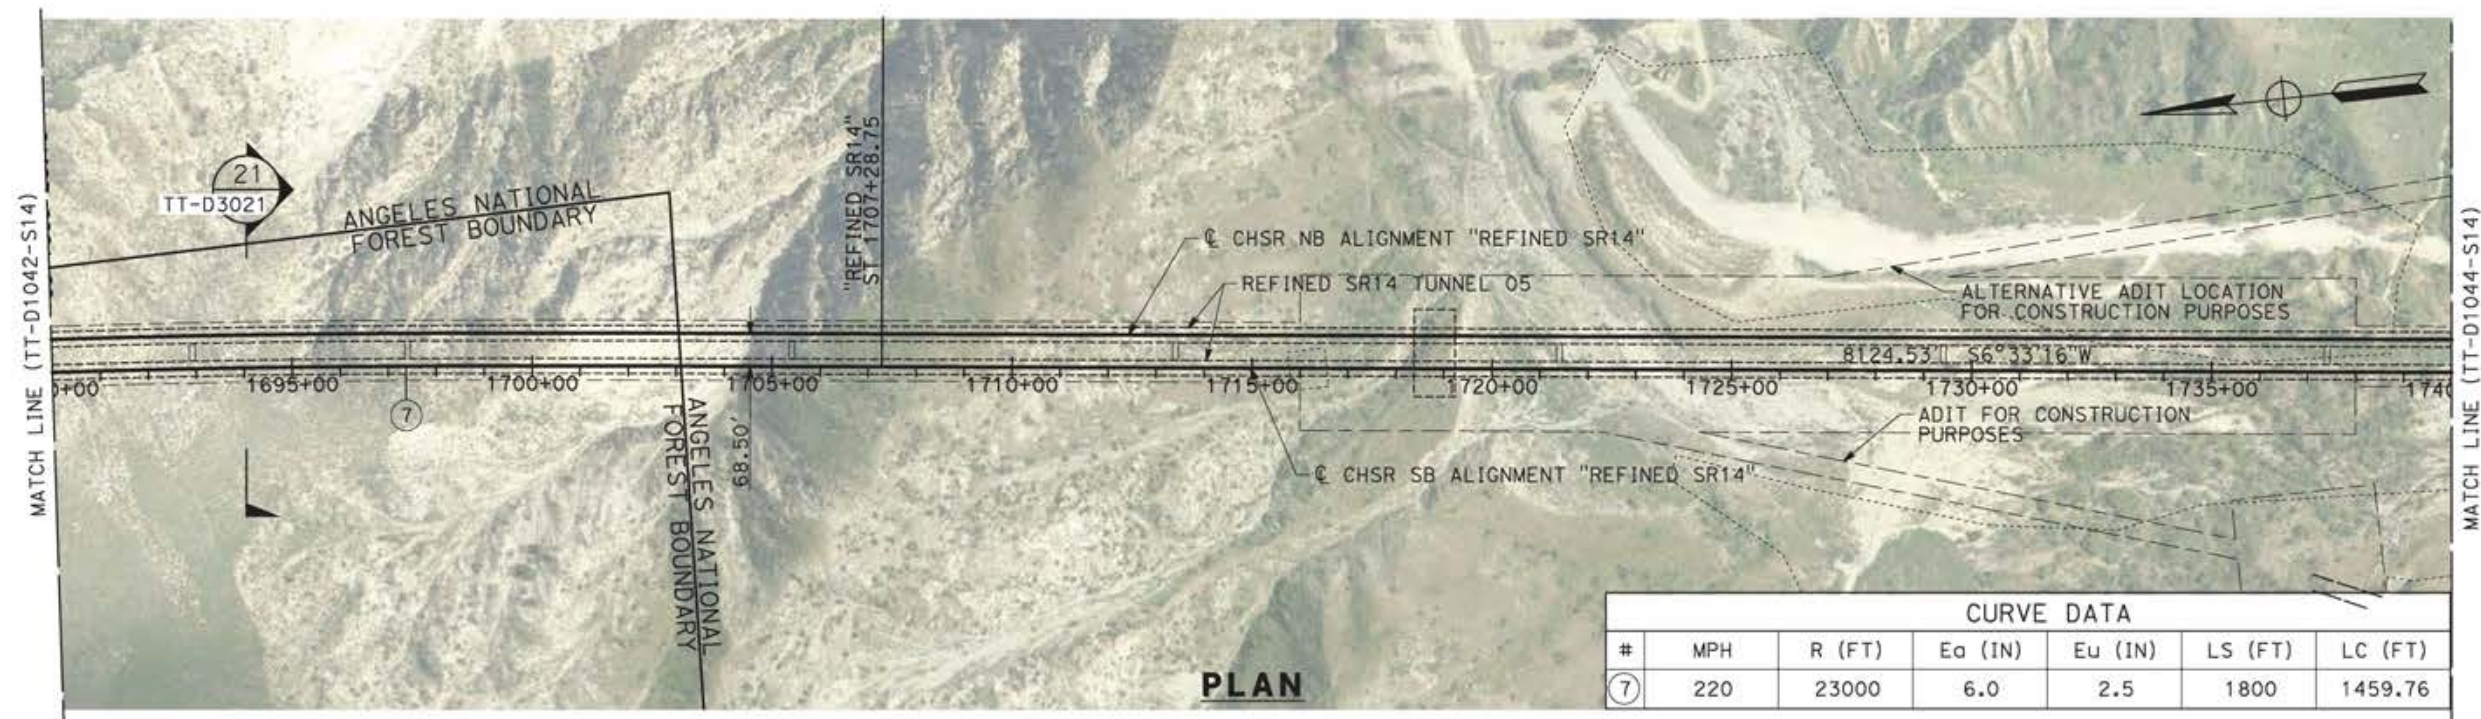 MATCH LINE (TT-D1042-S14)
21
TT-D3021
ANGELES NATIONAL
FOREST BOUNDARY
"REFINED SR14"
ST 1707+28.75
℄ CHSR NB ALIGNMENT "REFINED SR14"
REFINED SR14 TUNNEL 05
ALTERNATIVE ADIT LOCATION
FOR CONSTRUCTION PURPOSES
8124.53' S6°33'16"W
+00
1695+00
1700+00
1705+00
1710+00
1715+00
1720+00
1725+00
1730+00
1735+00
1740
7
ANGELES NATIONAL
FOREST BOUNDARY
68.50'
ADIT FOR CONSTRUCTION
PURPOSES
℄ CHSR SB ALIGNMENT "REFINED SR14"
MATCH LINE (TT-D1044-S14)
PLAN
CURVE DATA
# MPH R (FT) Ea (IN) Eu (IN) LS (FT) LC (FT)
7 220 23000 6.0 2.5 1800 1459.76